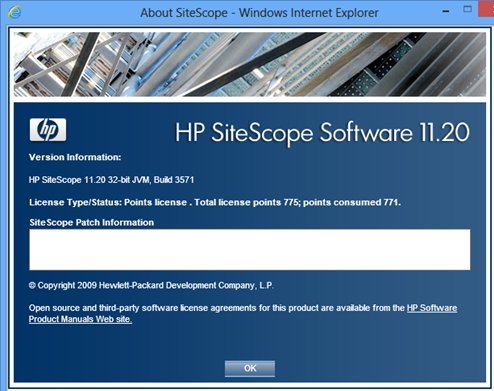 About SiteScope - Windows Internet Explorer
hp
HP SiteScope Software 11.20
Version Information:
HP SiteScope 11.20 32-bit JVM, Build 3571
License Type/Status: Points license . Total license points 775; points consumed 771.
SiteScope Patch Information
© Copyright 2009 Hewlett-Packard Development Company, L.P.
Open source and third-party software license agreements for this product are available from the HP Software
Product Manuals Web site.
OK